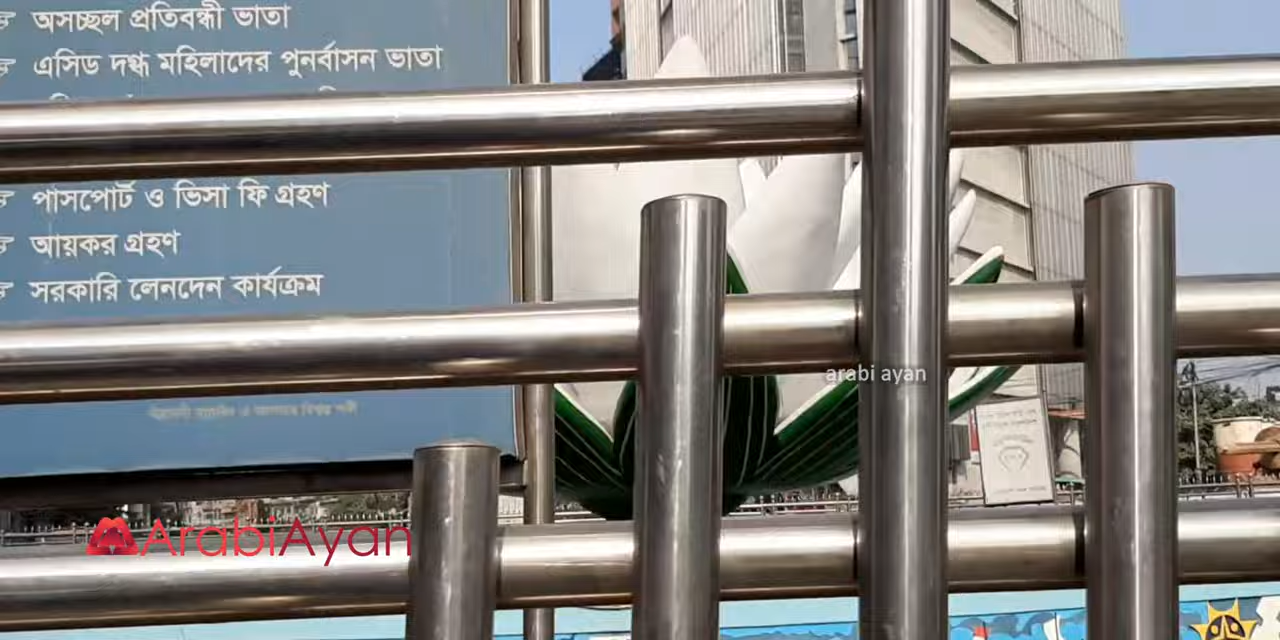 অসচ্ছল প্রতিবন্ধী ভাতা
এসিড দগ্ধ মহিলাদের পুনর্বাসন ভাতা
পাসপোর্ট ও ভিসা ফি গ্রহণ
আয়কর গ্রহণ
সরকারি লেনদেন কার্যক্রম
arabi ayan
ArabiAyan